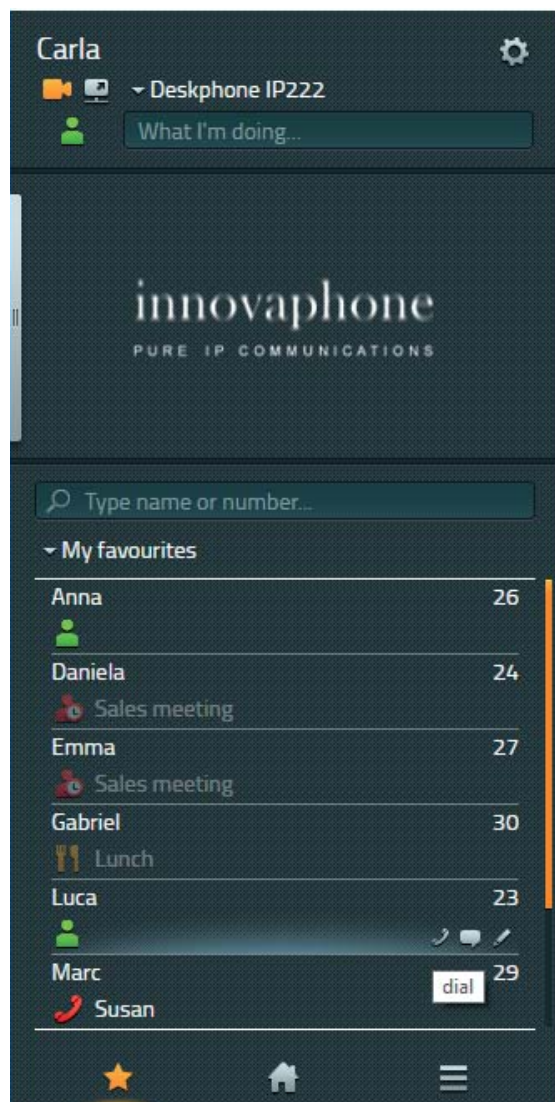 Carla
Deskphone IP222
What I'm doing...
innovaphone
PURE IP COMMUNICATIONS
Type name or number...
My favourites
Anna 26
Daniela 24
Sales meeting
Emma 27
Sales meeting
Gabriel 30
Lunch
Luca 23
Marc 29
dial
Susan